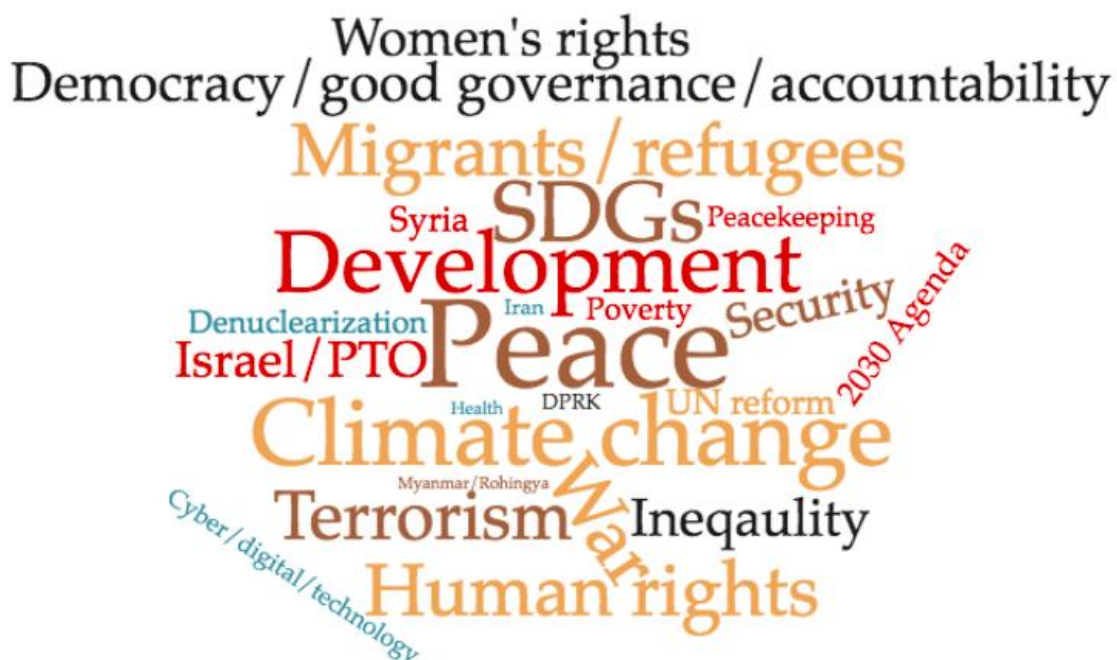 Women's rights
Democracy / good governance / accountability
Migrants / refugees
SDGs
Syria
Peacekeeping
Development
2030 Agenda
Security
Iran
Poverty
Denuclearization
Peace
Israel / PTO
DPRK
UN reform
Health
Climate change
Myanmar/Rohingya
War
Terrorism
Ineqaulity
Cyber/digital/technology
Human rights